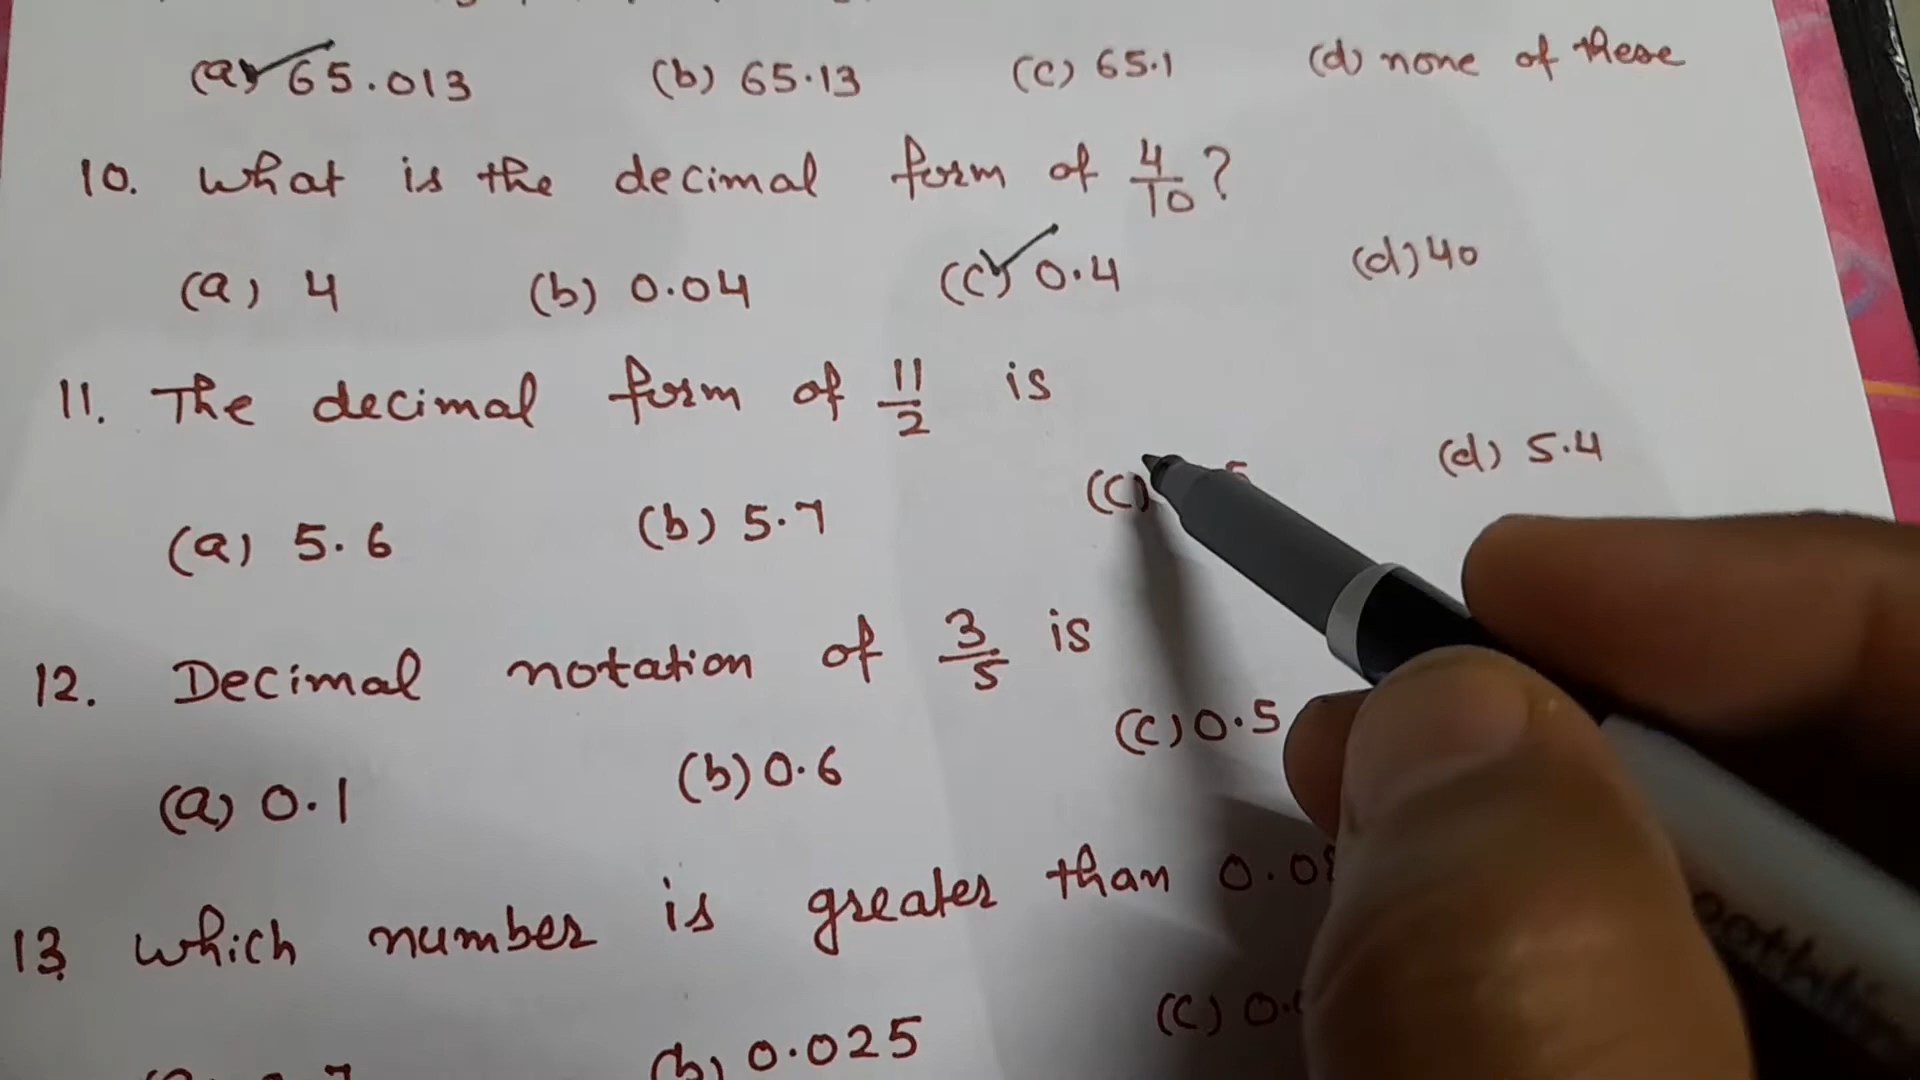 (a) 65.013 (b) 65.13 (c) 65.1 (d) none of these
10. What is the decimal form of 4/10?
(a) 4 (b) 0.04 (c) 0.4 (d) 40
11. The decimal form of 11/2 is
(a) 5.6 (b) 5.7 (c) (d) 5.4
12. Decimal notation of 3/5 is
(a) 0.1 (b) 0.6 (c) 0.5
13. which number is greater than
(b) 0.025 (c)